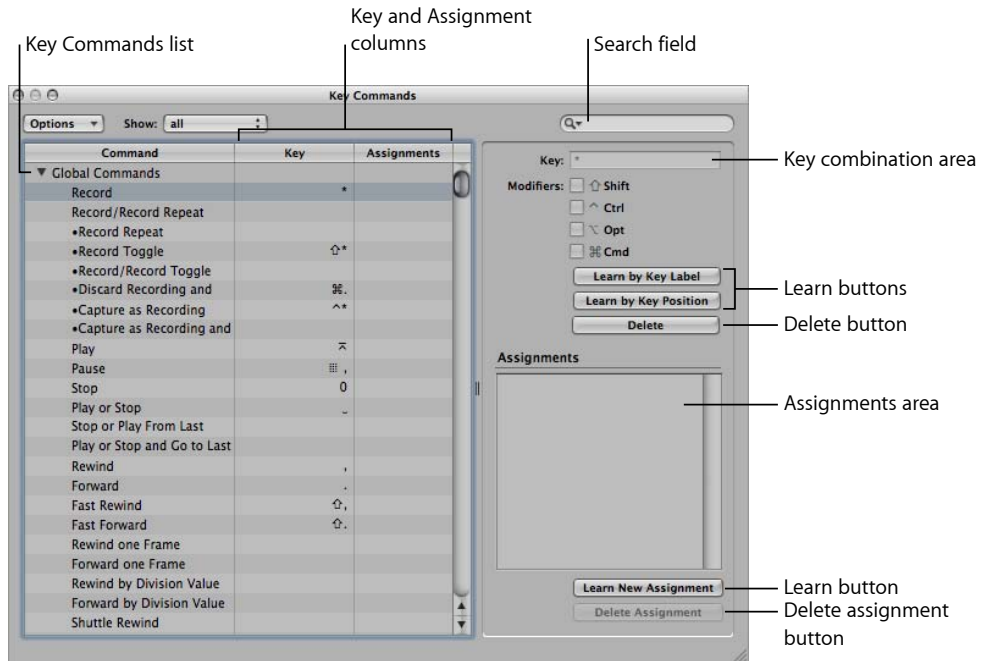 Key and Assignment
columns
Key Commands list
Search field
Key Commands
Options
Show: all
Command Key Assignments
Global Commands
Record *
Record/Record Repeat
•Record Repeat
•Record Toggle ⇧*
•Record/Record Toggle
•Discard Recording and ⌘.
•Capture as Recording ^*
•Capture as Recording and
Play ⌅
Pause ,
Stop 0
Play or Stop ⎵
Stop or Play From Last
Play or Stop and Go to Last
Rewind ,
Forward .
Fast Rewind ⇧,
Fast Forward ⇧.
Rewind one Frame
Forward one Frame
Rewind by Division Value
Forward by Division Value
Shuttle Rewind
Key: *
Key combination area
Modifiers: ⇧ Shift
^ Ctrl
⌥ Opt
⌘ Cmd
Learn by Key Label
Learn by Key Position
Learn buttons
Delete
Delete button
Assignments
Assignments area
Learn New Assignment
Learn button
Delete Assignment
Delete assignment
button